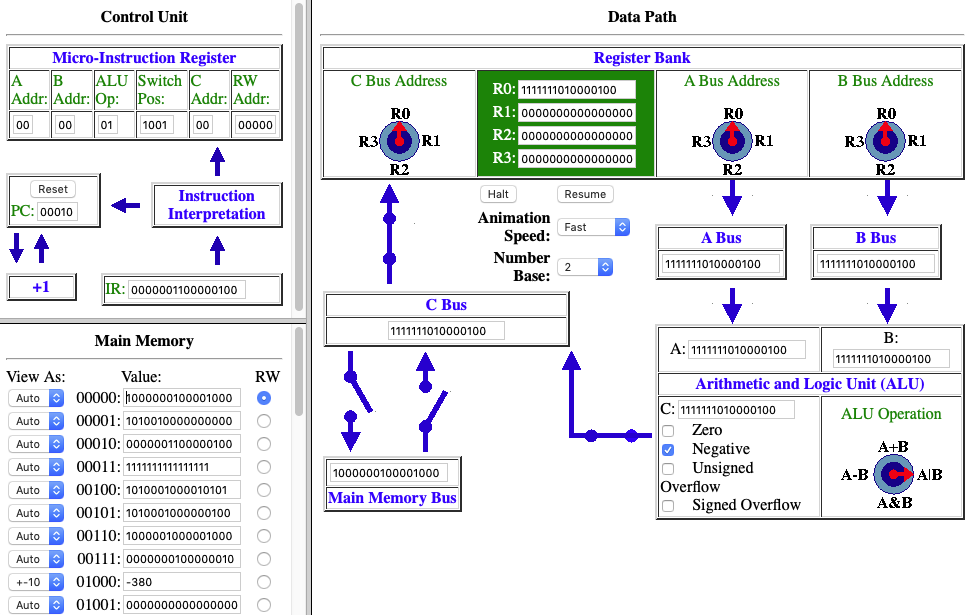 Control Unit
Micro-Instruction Register
A Addr:
B Addr:
ALU Op:
Switch Pos:
C Addr:
RW Addr:
00
00
01
1001
00
00000
Reset
PC: 00010
Instruction
Interpretation
+1
IR: 0000001100000100
Main Memory
View As: Value: RW
Auto 00000: 1000000100001000
Auto 00001: 1010010000000000
Auto 00010: 0000001100000100
Auto 00011: 1111111111111111
Auto 00100: 1010001000010101
Auto 00101: 1010001000000100
Auto 00110: 1000001000001000
Auto 00111: 0000000100000010
+-10 01000: -380
Auto 01001: 0000000000000000
Data Path
Register Bank
C Bus Address
R0
R3 R1
R2
R0: 1111111010000100
R1: 0000000000000000
R2: 0000000000000000
R3: 0000000000000000
A Bus Address
R0
R3 R1
R2
B Bus Address
R0
R3 R1
R2
Halt Resume
Animation
Speed: Fast
Number
Base: 2
A Bus
1111111010000100
B Bus
1111111010000100
C Bus
1111111010000100
1000000100001000
Main Memory Bus
A: 1111111010000100
B:
1111111010000100
Arithmetic and Logic Unit (ALU)
C: 1111111010000100
Zero
Negative
Unsigned
Overflow
Signed Overflow
ALU Operation
A+B
A-B A|B
A&B